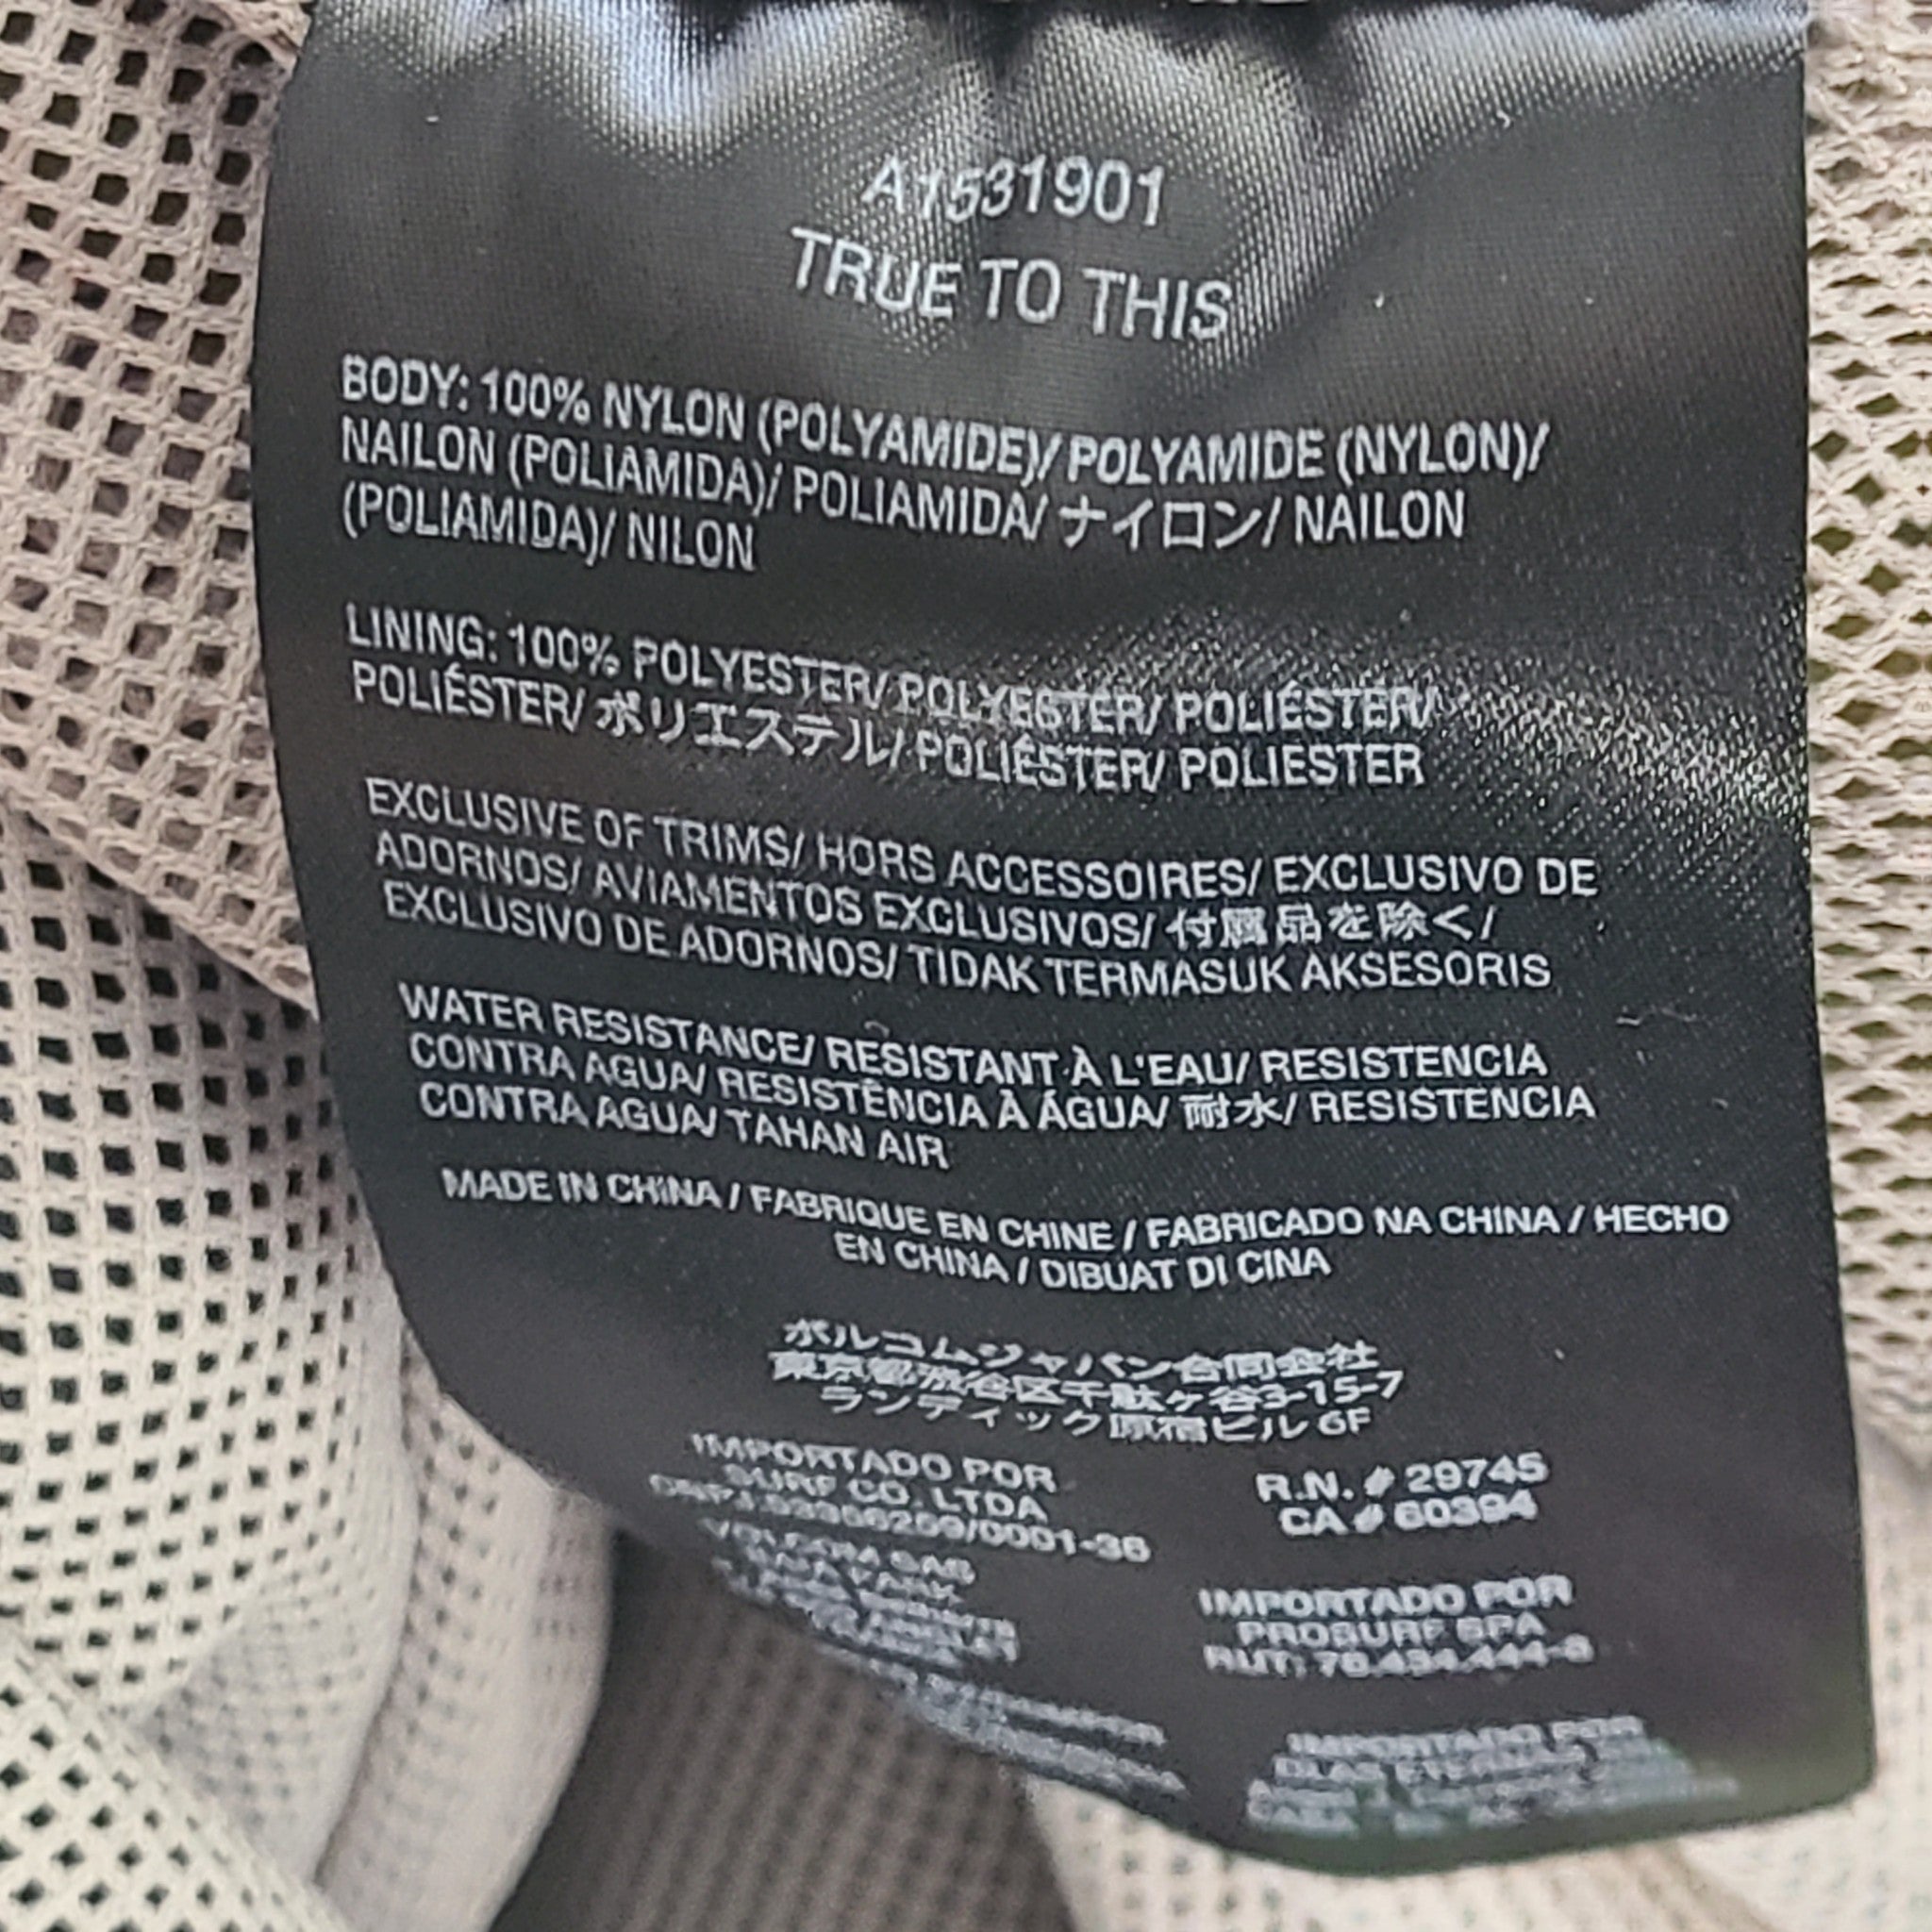 A1531901
TRUE TO THIS
BODY: 100% NYLON (POLYAMIDE)/ POLYAMIDE (NYLON)/
NAILON (POLIAMIDA)/ POLIAMIDA/ ナイロン/ NAILON
(POLIAMIDA)/ NILON
LINING: 100% POLYESTER/ POLYESTER/ POLIÉSTER/
POLIÉSTER/ ポリエステル/ POLIÉSTER/ POLIESTER
EXCLUSIVE OF TRIMS/ HORS ACCESSOIRES/ EXCLUSIVO DE
ADORNOS/ AVIAMENTOS EXCLUSIVOS/ 付属品を除く/
EXCLUSIVO DE ADORNOS/ TIDAK TERMASUK AKSESORIS
WATER RESISTANCE/ RESISTANT À L'EAU/ RESISTENCIA
CONTRA AGUA/ RESISTÊNCIA À ÁGUA/ 耐水/ RESISTENCIA
CONTRA AGUA/ TAHAN AIR
MADE IN CHINA / FABRIQUE EN CHINE / FABRICADO NA CHINA / HECHO
EN CHINA / DIBUAT DI CINA
ボルコムジャパン合同会社
東京都渋谷区千駄ヶ谷3-15-7
ランディック原宿ビル 6F
IMPORTADO POR
SURF CO. LTDA
R.N. # 29745
CA # 60394
IMPORTADO POR
PROSURF SPA
RUT: 76.434.444-6
IMPORTADO POR